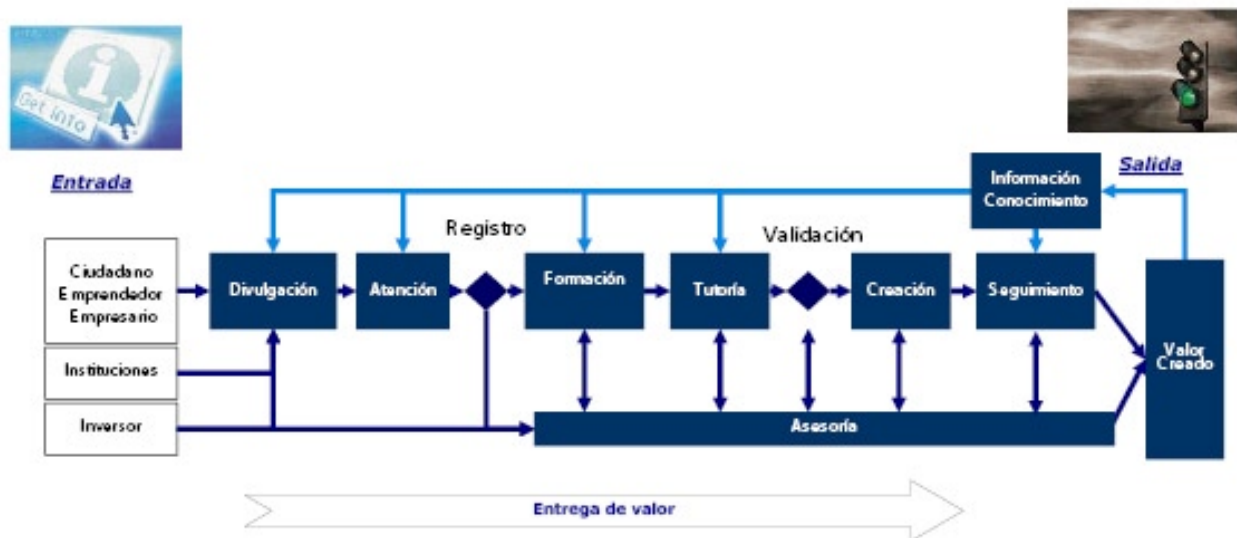 Get info
Entrada
Salida
Información
Conocimiento
Registro
Validación
Ciudadano
Emprendedor
Empresario
Divulgación
Atención
Formación
Tutoría
Creación
Seguimiento
Valor
Creado
Instituciones
Inversor
Asesoría
Entrega de valor